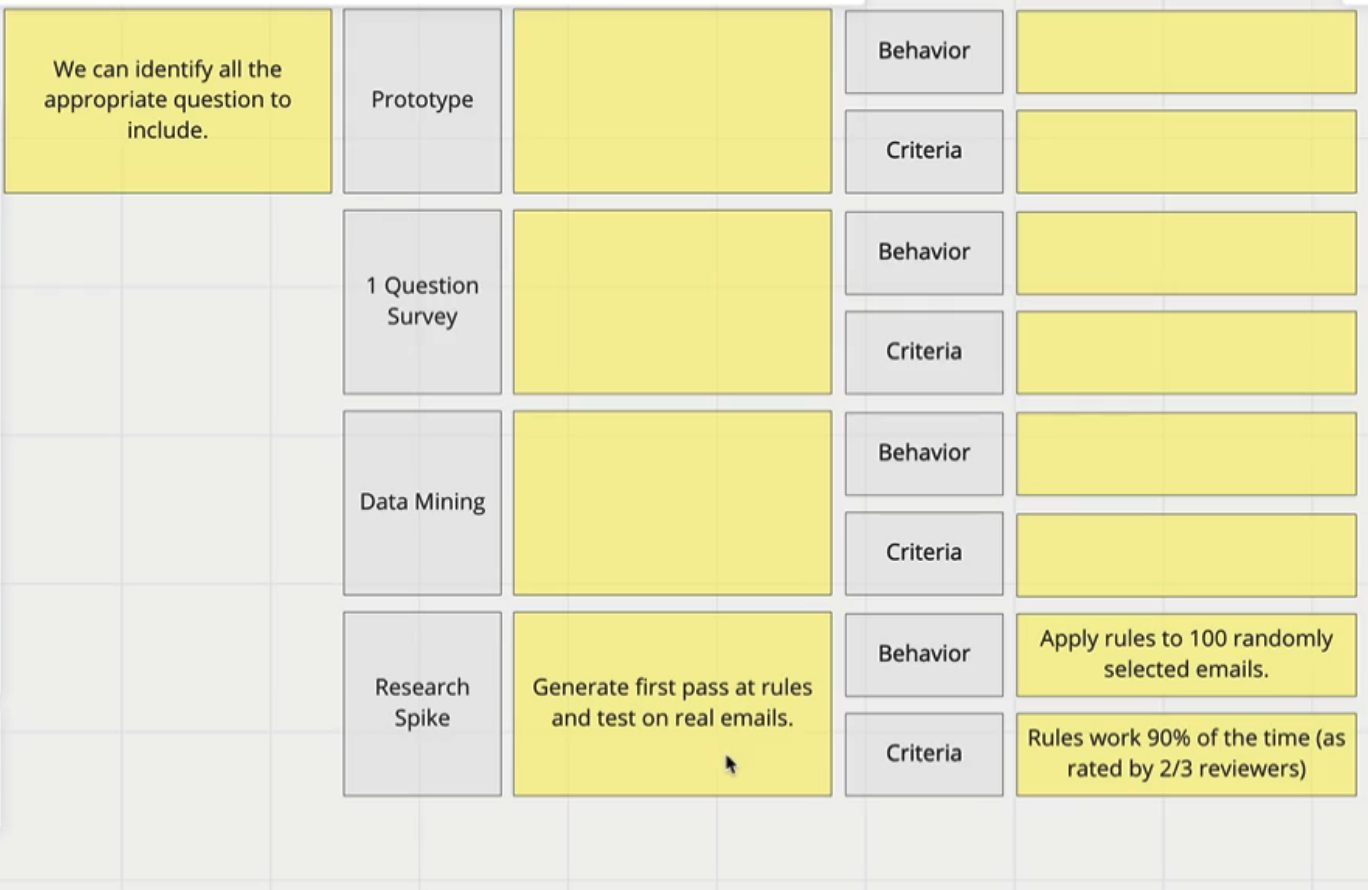 We can identify all the
appropriate question to
include.
Prototype
Behavior
Criteria
1 Question
Survey
Behavior
Criteria
Data Mining
Behavior
Criteria
Research
Spike
Generate first pass at rules
and test on real emails.
Behavior
Apply rules to 100 randomly
selected emails.
Criteria
Rules work 90% of the time (as
rated by 2/3 reviewers)